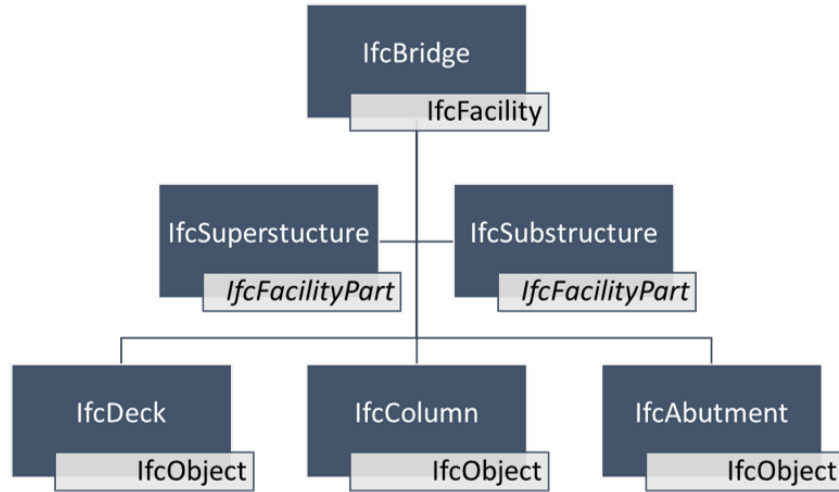 IfcBridge
IfcFacility
IfcSuperstucture
IfcFacilityPart
IfcSubstructure
IfcFacilityPart
IfcDeck
IfcObject
IfcColumn
IfcObject
IfcAbutment
IfcObject